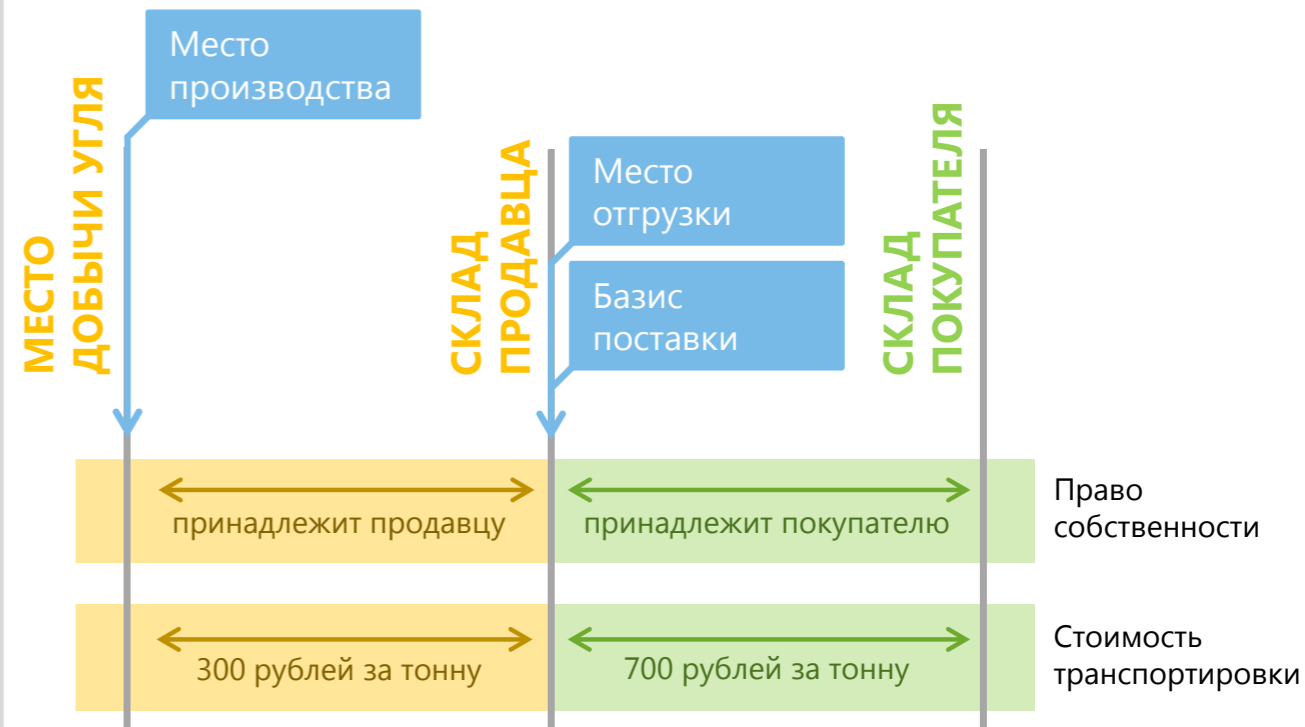 Место
производства
МЕСТО
ДОБЫЧИ УГЛЯ
СКЛАД
ПРОДАВЦА
Место
отгрузки
Базис
поставки
СКЛАД
ПОКУПАТЕЛЯ
принадлежит продавцу
принадлежит покупателю
Право
собственности
300 рублей за тонну
700 рублей за тонну
Стоимость
транспортировки